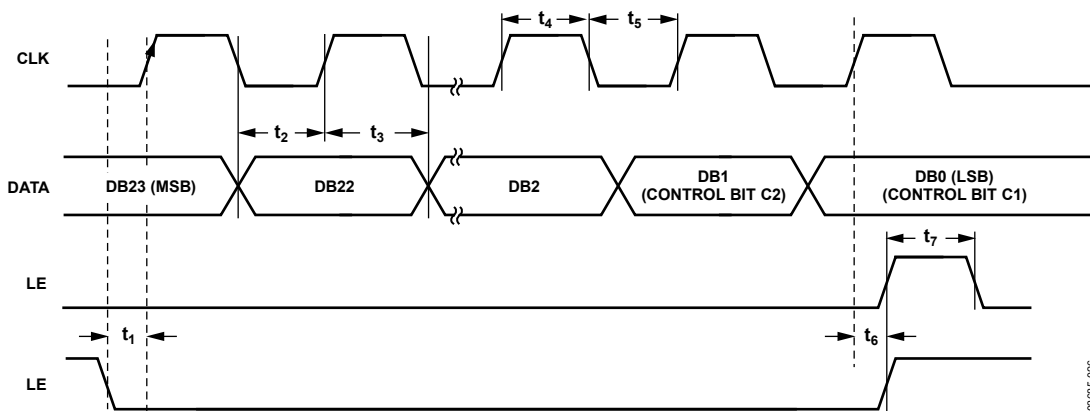 t4 t5
CLK
t2 t3
DATA DB23 (MSB) DB22 DB2 DB1 (CONTROL BIT C2) DB0 (LSB) (CONTROL BIT C1)
t7
LE
t1 t6
LE